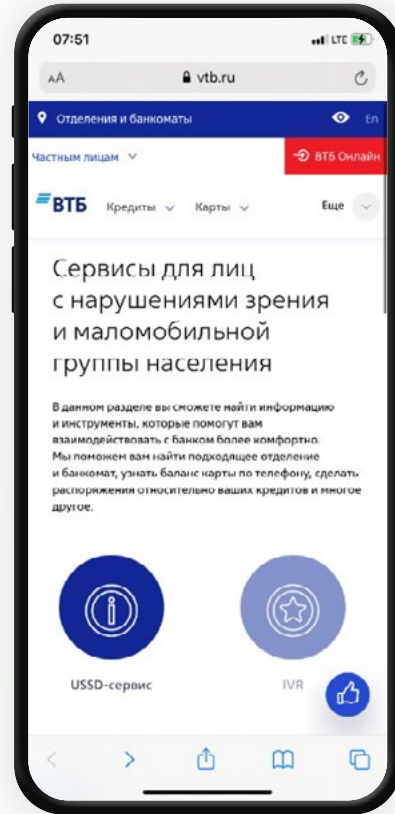 07:51
LTE
AA vtb.ru
Отделения и банкоматы En
Частным лицам ВТБ Онлайн
ВТБ Кредиты Карты Еще
Сервисы для лиц
с нарушениями зрения
и маломобильной
группы населения
В данном разделе вы сможете найти информацию
и инструменты, которые помогут вам
взаимодействовать с банком более комфортно.
Мы поможем вам найти подходящее отделение
и банкомат, узнать баланс карты по телефону, сделать
распоряжения относительно ваших кредитов и многое
другое.
USSD-сервис IVR